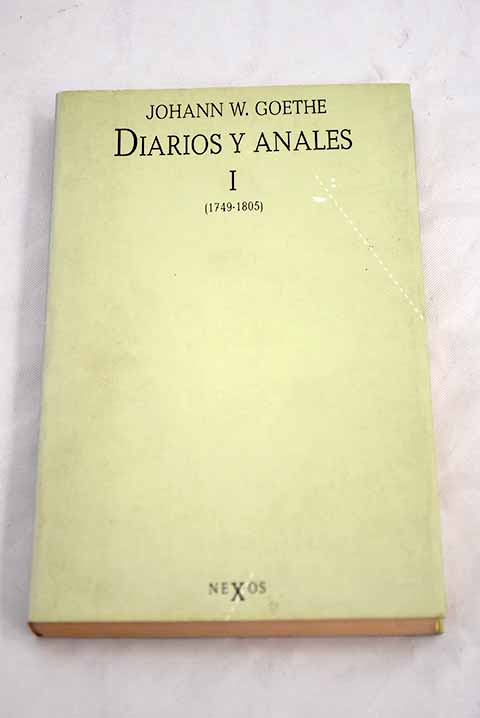 JOHANN W. GOETHE
DIARIOS Y ANALES
I
(1749-1805)
NEXOS